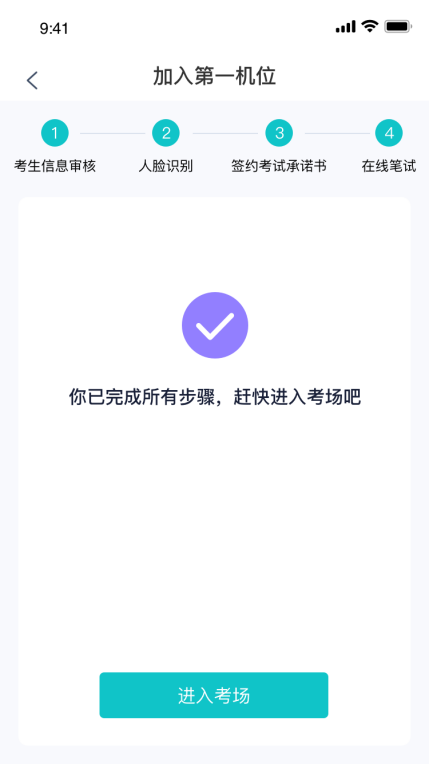 9:41
加入第一机位
1 2 3 4
考生信息审核 人脸识别 签约考试承诺书 在线笔试
你已完成所有步骤，赶快进入考场吧
进入考场